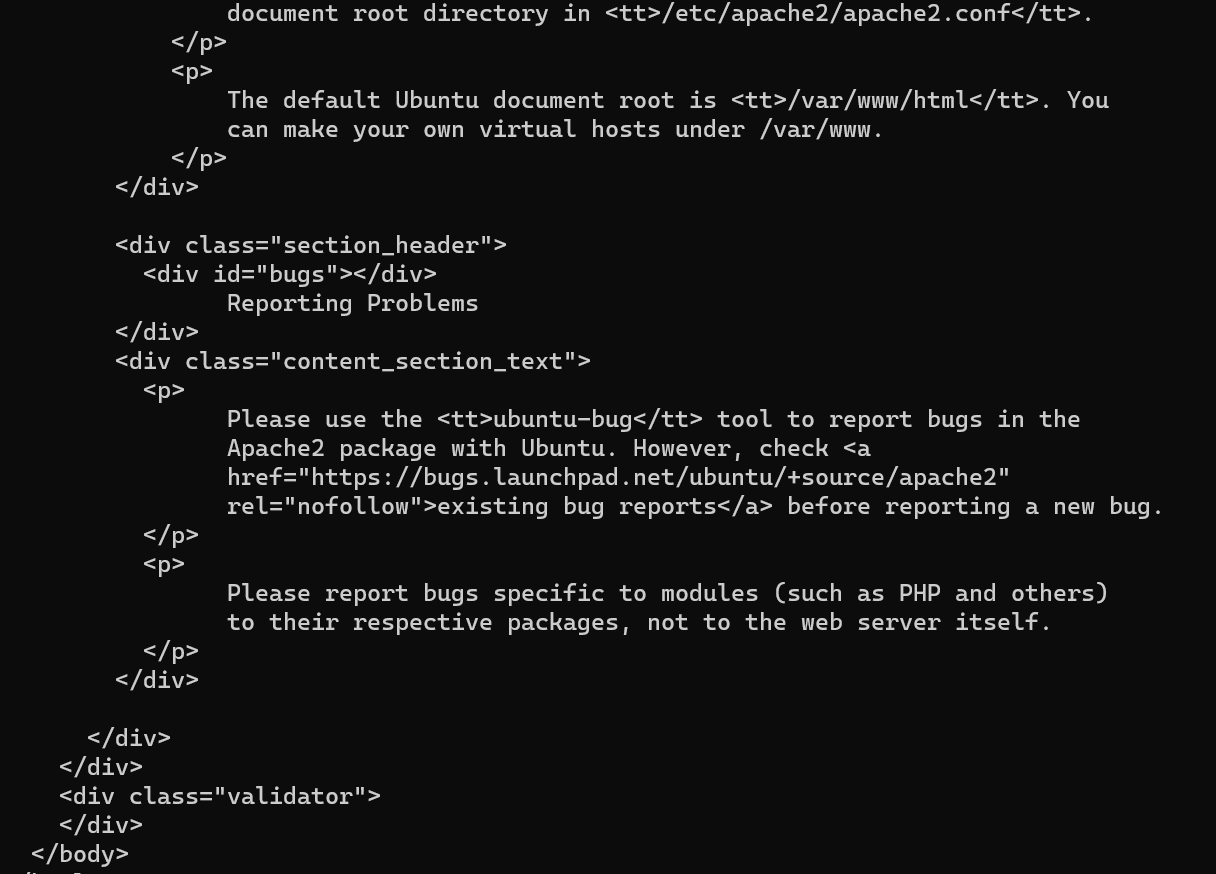 document root directory in <tt>/etc/apache2/apache2.conf</tt>.
</p>
<p>
The default Ubuntu document root is <tt>/var/www/html</tt>. You
can make your own virtual hosts under /var/www.
</p>
</div>
<div class="section_header">
<div id="bugs"></div>
Reporting Problems
</div>
<div class="content_section_text">
<p>
Please use the <tt>ubuntu-bug</tt> tool to report bugs in the
Apache2 package with Ubuntu. However, check <a
href="https://bugs.launchpad.net/ubuntu/+source/apache2"
rel="nofollow">existing bug reports</a> before reporting a new bug.
</p>
<p>
Please report bugs specific to modules (such as PHP and others)
to their respective packages, not to the web server itself.
</p>
</div>
</div>
</div>
<div class="validator">
</div>
</body>